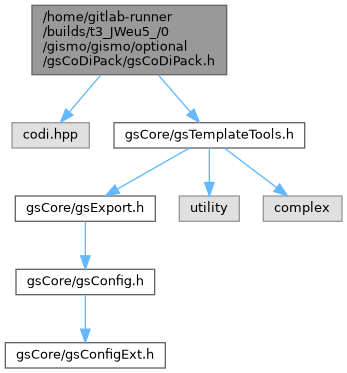 /home/gitlab-runner
/builds/t3_JWeu5_/0
/gismo/gismo/optional
/gsCoDiPack/gsCoDiPack.h
codi.hpp
gsCore/gsTemplateTools.h
gsCore/gsExport.h
utility
complex
gsCore/gsConfig.h
gsCore/gsConfigExt.h